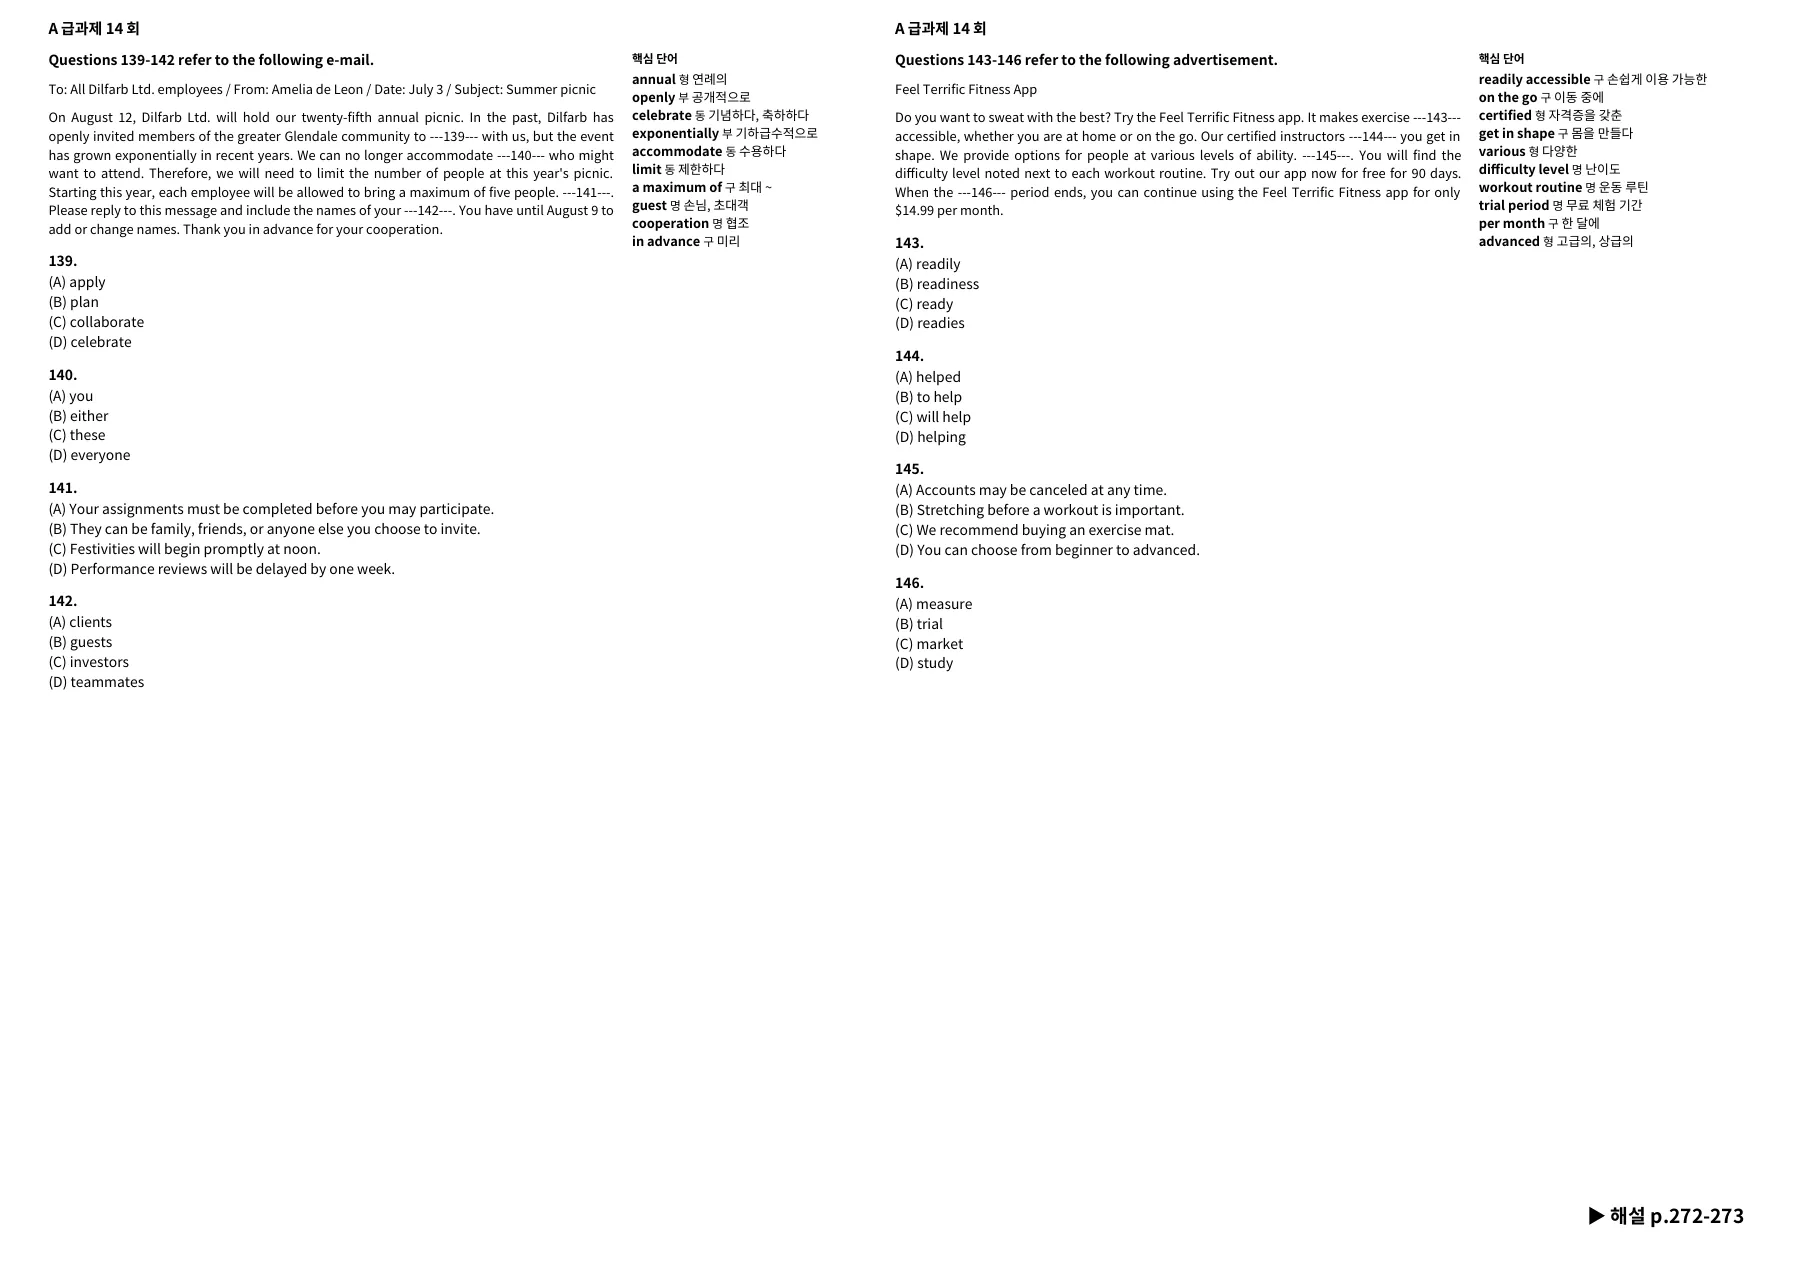 A 급과제 14 회
Questions 139-142 refer to the following e-mail.
To: All Dilfarb Ltd. employees / From: Amelia de Leon / Date: July 3 / Subject: Summer picnic
On August 12, Dilfarb Ltd. will hold our twenty-fifth annual picnic. In the past, Dilfarb has
openly invited members of the greater Glendale community to ---139--- with us, but the event
has grown exponentially in recent years. We can no longer accommodate ---140--- who might
want to attend. Therefore, we will need to limit the number of people at this year's picnic.
Starting this year, each employee will be allowed to bring a maximum of five people. ---141---.
Please reply to this message and include the names of your ---142---. You have until August 9 to
add or change names. Thank you in advance for your cooperation.
139.
(A) apply
(B) plan
(C) collaborate
(D) celebrate
140.
(A) you
(B) either
(C) these
(D) everyone
141.
(A) Your assignments must be completed before you may participate.
(B) They can be family, friends, or anyone else you choose to invite.
(C) Festivities will begin promptly at noon.
(D) Performance reviews will be delayed by one week.
142.
(A) clients
(B) guests
(C) investors
(D) teammates
핵심 단어
annual 형 연례의
openly 부 공개적으로
celebrate 동 기념하다, 축하하다
exponentially 부 기하급수적으로
accommodate 동 수용하다
limit 동 제한하다
a maximum of 구 최대 ~
guest 명 손님, 초대객
cooperation 명 협조
in advance 구 미리
A 급과제 14 회
Questions 143-146 refer to the following advertisement.
Feel Terrific Fitness App
Do you want to sweat with the best? Try the Feel Terrific Fitness app. It makes exercise ---143---
accessible, whether you are at home or on the go. Our certified instructors ---144--- you get in
shape. We provide options for people at various levels of ability. ---145---. You will find the
difficulty level noted next to each workout routine. Try out our app now for free for 90 days.
When the ---146--- period ends, you can continue using the Feel Terrific Fitness app for only
$14.99 per month.
143.
(A) readily
(B) readiness
(C) ready
(D) readies
144.
(A) helped
(B) to help
(C) will help
(D) helping
145.
(A) Accounts may be canceled at any time.
(B) Stretching before a workout is important.
(C) We recommend buying an exercise mat.
(D) You can choose from beginner to advanced.
146.
(A) measure
(B) trial
(C) market
(D) study
핵심 단어
readily accessible 구 손쉽게 이용 가능한
on the go 구 이동 중에
certified 형 자격증을 갖춘
get in shape 구 몸을 만들다
various 형 다양한
difficulty level 명 난이도
workout routine 명 운동 루틴
trial period 명 무료 체험 기간
per month 구 한 달에
advanced 형 고급의, 상급의
▶ 해설 p.272-273